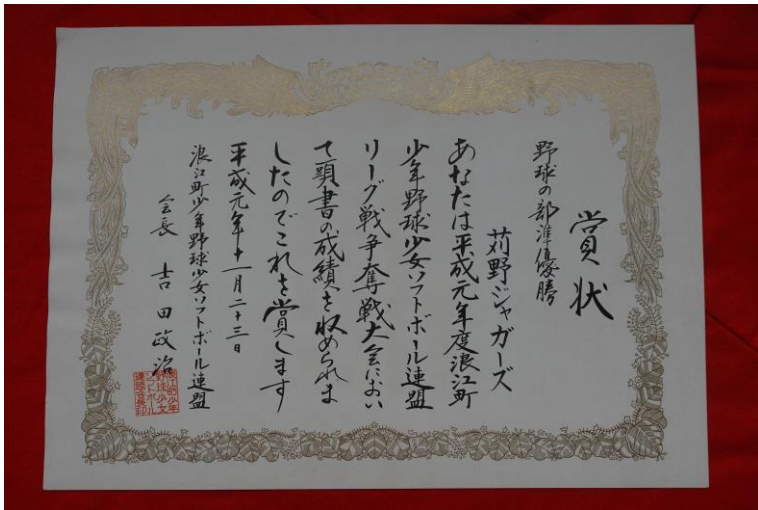 賞状
野球の部準優勝
苅野ジャガーズ
あなたは平成元年度浪江町
少年野球少女ソフトボール連盟
リーグ戦争奪戦大会におい
て頭書の成績を収められま
したのでこれを賞します
平成元年十一月二十三日
浪江町少年野球少女ソフトボール連盟
会長 吉田政治